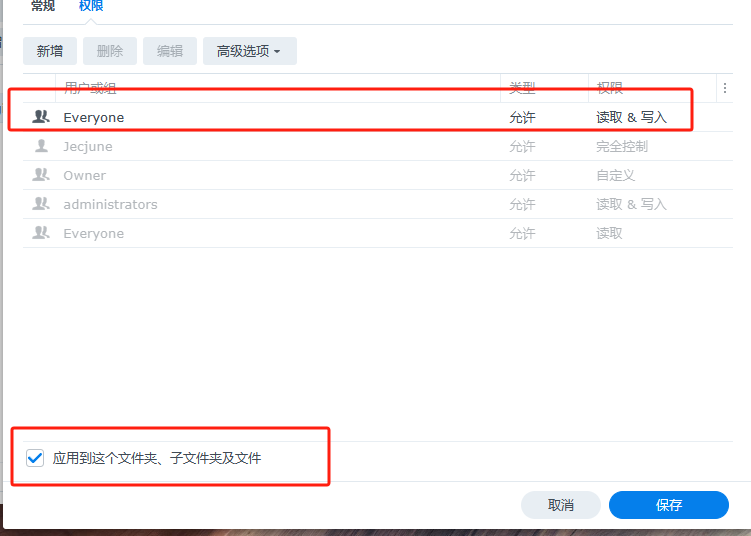 常规 权限
新增 删除 编辑 高级选项
用户或组 类型 权限
Everyone 允许 读取 & 写入
Jecjune 允许 完全控制
Owner 允许 自定义
administrators 允许 读取 & 写入
Everyone 允许 读取
应用到这个文件夹、子文件夹及文件
取消 保存